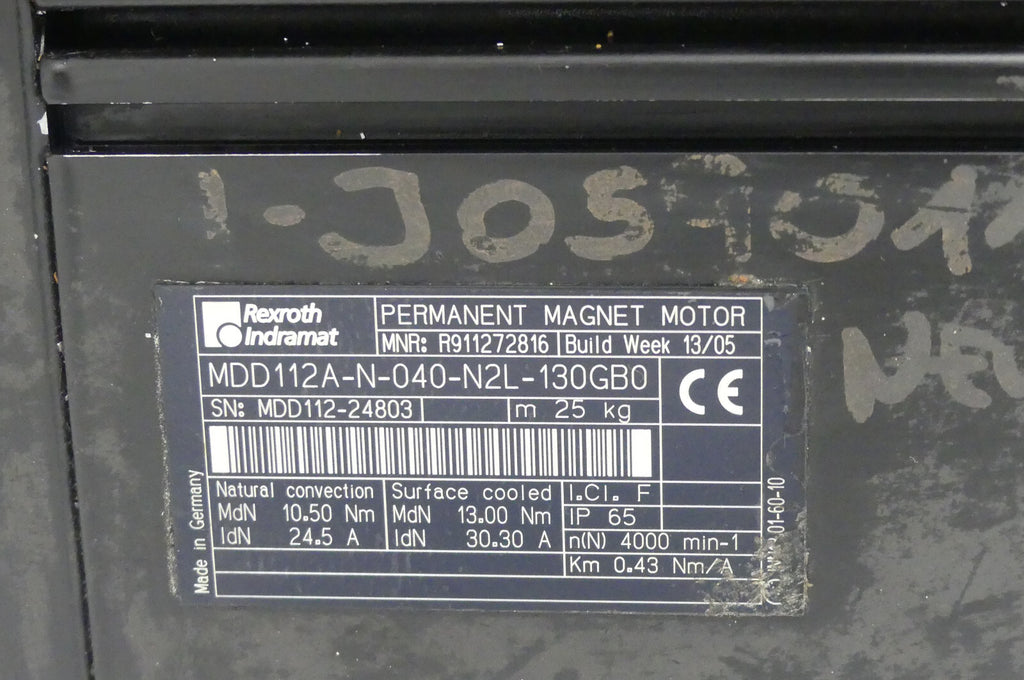 Rexroth
Indramat
PERMANENT MAGNET MOTOR
MNR: R911272816 Build Week 13/05
MDD112A-N-040-N2L-130GB0
CE
SN: MDD112-24803 m 25 kg
Natural convection
MdN 10.50 Nm
IdN 24.5 A
Surface cooled
MdN 13.00 Nm
IdN 30.30 A
I.Cl. F
IP 65
n(N) 4000 min-1
Km 0.43 Nm/A
Made in Germany
01-60-10